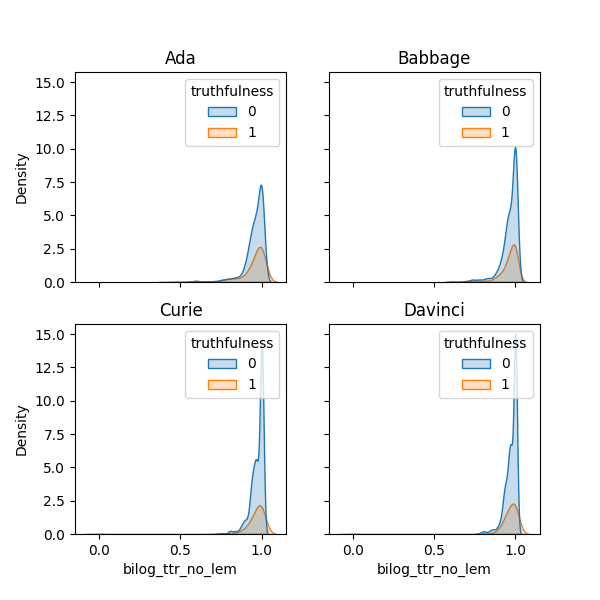 Ada
Babbage
15.0
12.5
10.0
7.5
5.0
2.5
0.0
Density
truthfulness
0
1
truthfulness
0
1
Curie
Davinci
15.0
12.5
10.0
7.5
5.0
2.5
0.0
Density
truthfulness
0
1
truthfulness
0
1
0.0 0.5 1.0
bilog_ttr_no_lem
0.0 0.5 1.0
bilog_ttr_no_lem